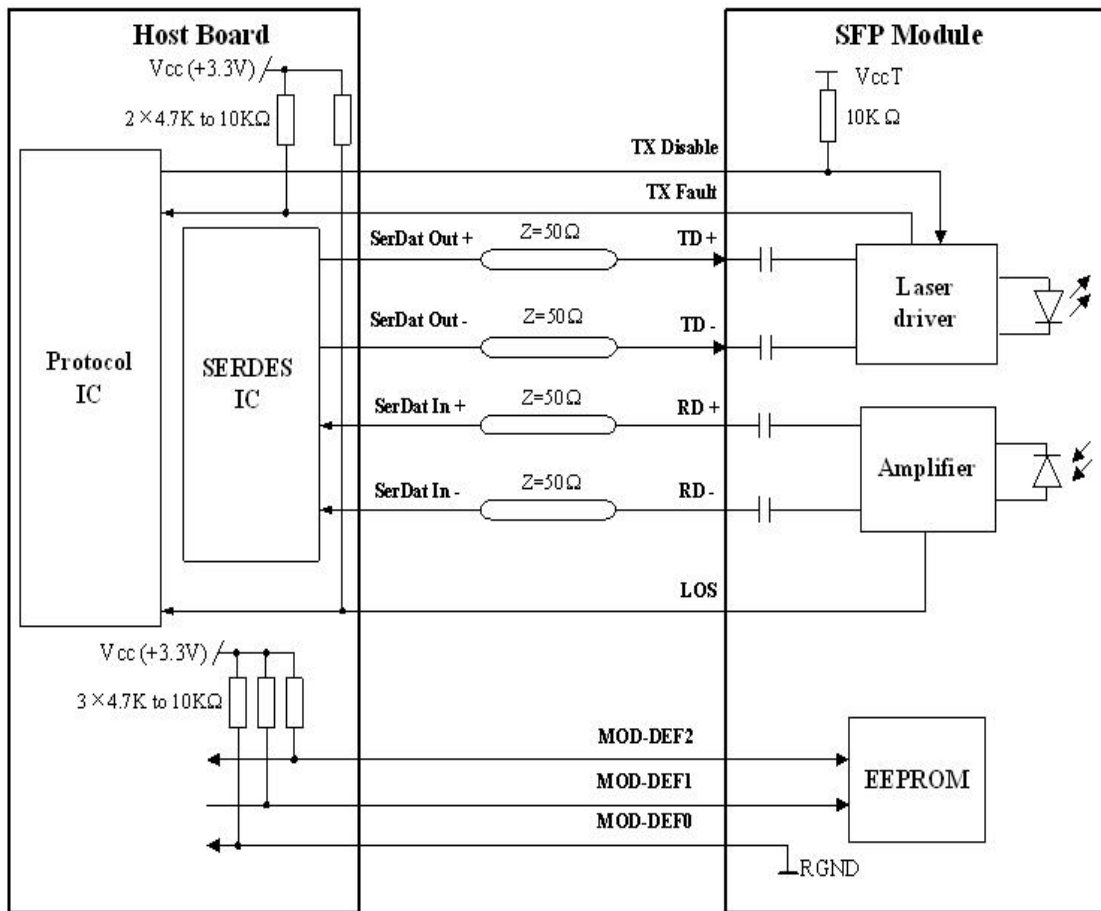 Host Board
SFP Module
Vcc (+3.3V)
2×4.7K to 10KΩ
VccT
10K Ω
TX Disable
TX Fault
SerDat Out +
Z=50Ω
TD +
SerDat Out -
Z=50Ω
TD -
Laser
driver
Protocol
IC
SERDES
IC
SerDat In +
Z=50Ω
RD +
SerDat In -
Z=50Ω
RD -
Amplifier
LOS
Vcc (+3.3V)
3×4.7K to 10KΩ
MOD-DEF2
MOD-DEF1
MOD-DEF0
EEPROM
RGND